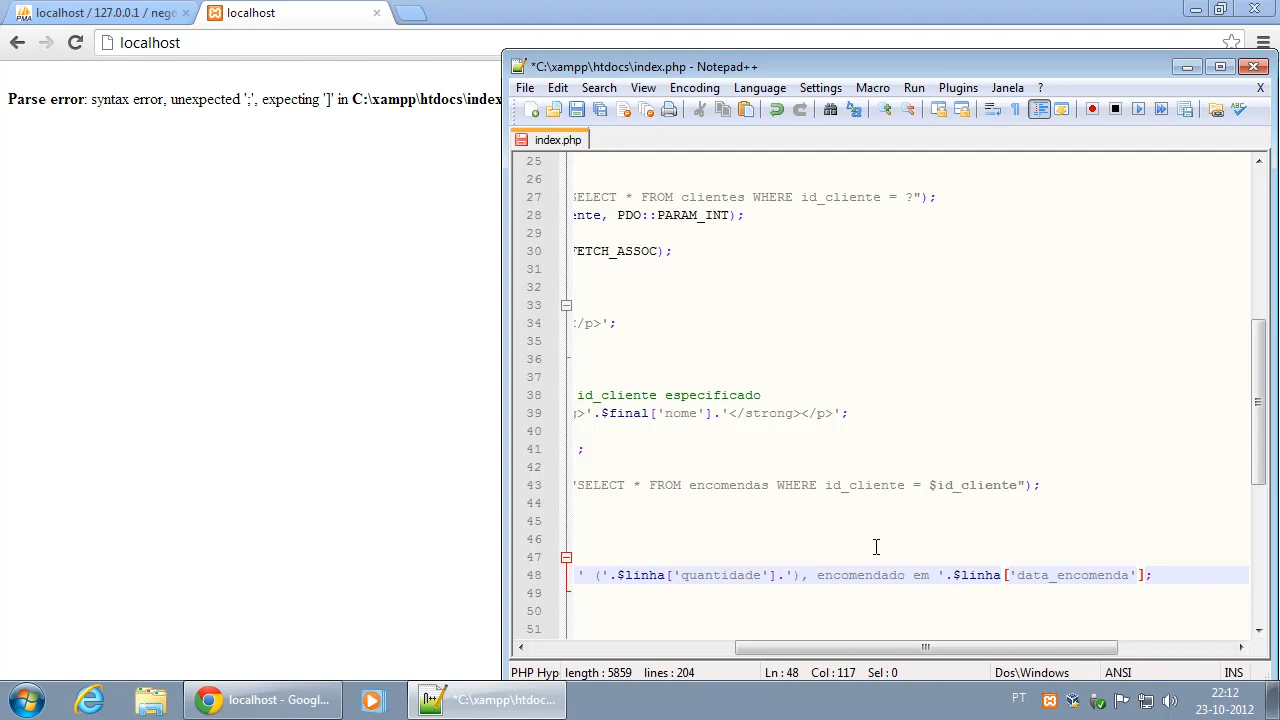 localhost / 127.0.0.1 / nego
localhost
localhost
Parse error: syntax error, unexpected ';', expecting ']' in C:\xampp\htdocs\index
*C:\xampp\htdocs\index.php - Notepad++
File Edit Search View Encoding Language Settings Macro Run Plugins Janela ? X
index.php
25
26
27 SELECT * FROM clientes WHERE id_cliente = ?");
28 ente, PDO::PARAM_INT);
29
30 FETCH_ASSOC);
31
32
33
34 </p>';
35
36
37
38 id_cliente especificado
39 g>'.$final['nome'].'</strong></p>';
40
41 ;
42
43 "SELECT * FROM encomendas WHERE id_cliente = $id_cliente");
44
45
46
47
48 ' ('.$linha['quantidade'].'), encomendado em '.$linha['data_encomenda'];
49
50
51
PHP Hyp length : 5859 lines : 204 Ln : 48 Col : 117 Sel : 0 Dos\Windows ANSI INS
localhost - Googl...
*C:\xampp\htdoc...
PT
22:12
23-10-2012